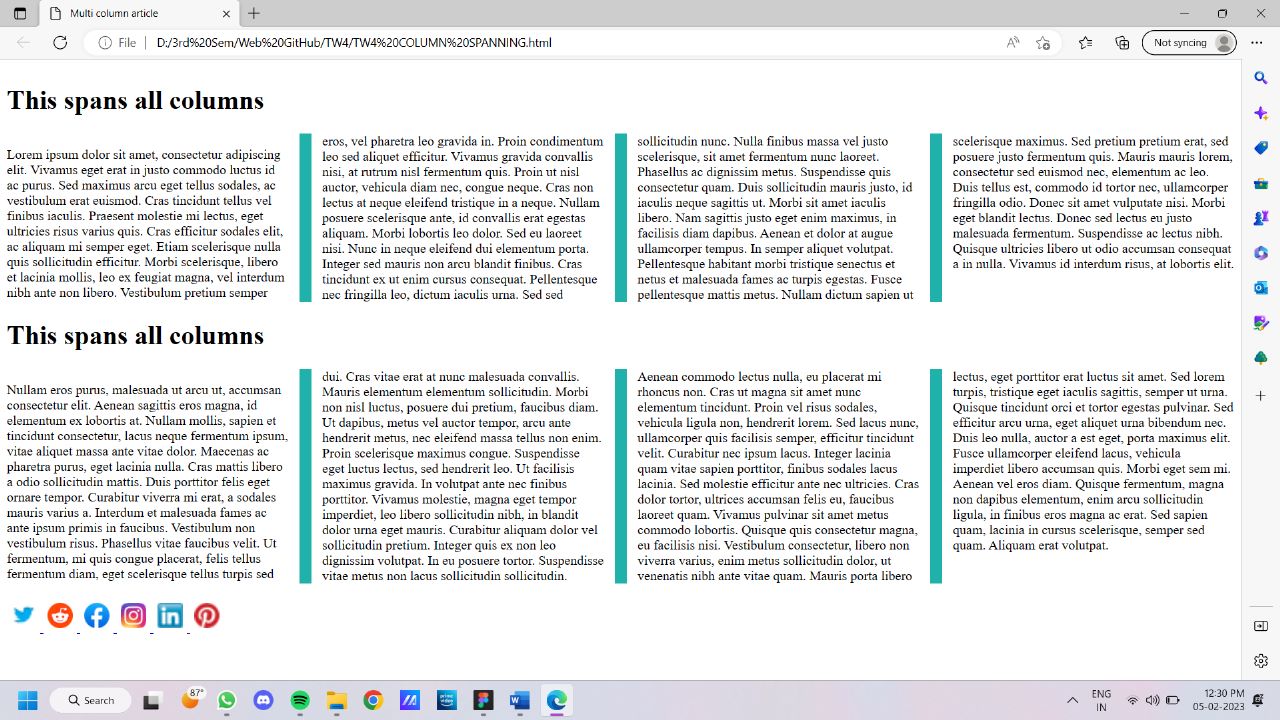 Multi column article
File
D:/3rd%20Sem/Web%20GitHub/TW4/TW4%20COLUMN%20SPANNING.html
Not syncing
This spans all columns
Lorem ipsum dolor sit amet, consectetur adipiscing
elit. Vivamus eget erat in justo commodo luctus id
ac purus. Sed maximus arcu eget tellus sodales, ac
vestibulum erat euismod. Cras tincidunt tellus vel
finibus iaculis. Praesent molestie mi lectus, eget
ultricies risus varius quis. Cras efficitur sodales elit,
ac aliquam mi semper eget. Etiam scelerisque nulla
quis sollicitudin efficitur. Morbi scelerisque, libero
et lacinia mollis, leo ex feugiat magna, vel interdum
nibh ante non libero. Vestibulum pretium semper
eros, vel pharetra leo gravida in. Proin condimentum
leo sed aliquet efficitur. Vivamus gravida convallis
nisi, at rutrum nisl fermentum quis. Proin ut nisl
auctor, vehicula diam nec, congue neque. Cras non
lectus at neque eleifend tristique in a neque. Nullam
posuere scelerisque ante, id convallis erat egestas
aliquam. Morbi lobortis leo dolor. Sed eu laoreet
nisi. Nunc in neque eleifend dui elementum porta.
Integer sed mauris non arcu blandit finibus. Cras
tincidunt ex ut enim cursus consequat. Pellentesque
nec fringilla leo, dictum iaculis urna. Sed sed
sollicitudin nunc. Nulla finibus massa vel justo
scelerisque, sit amet fermentum nunc laoreet.
Phasellus ac dignissim metus. Suspendisse quis
consectetur quam. Duis sollicitudin mauris justo, id
iaculis neque sagittis ut. Morbi sit amet iaculis
libero. Nam sagittis justo eget enim maximus, in
facilisis diam dapibus. Aenean et dolor at augue
ullamcorper tempus. In semper aliquet volutpat.
Pellentesque habitant morbi tristique senectus et
netus et malesuada fames ac turpis egestas. Fusce
pellentesque mattis metus. Nullam dictum sapien ut
scelerisque maximus. Sed pretium pretium erat, sed
posuere justo fermentum quis. Mauris mauris lorem,
consectetur sed euismod nec, elementum ac leo.
Duis tellus est, commodo id tortor nec, ullamcorper
fringilla odio. Donec sit amet vulputate nisi. Morbi
eget blandit lectus. Donec sed lectus eu justo
malesuada fermentum. Suspendisse ac lectus nibh.
Quisque ultricies libero ut odio accumsan consequat
a in nulla. Vivamus id interdum risus, at lobortis elit.
This spans all columns
Nullam eros purus, malesuada ut arcu ut, accumsan
consectetur elit. Aenean sagittis eros magna, id
elementum ex lobortis at. Nullam mollis, sapien et
tincidunt consectetur, lacus neque fermentum ipsum,
vitae aliquet massa ante vitae dolor. Maecenas ac
pharetra purus, eget lacinia nulla. Cras mattis libero
a odio sollicitudin mattis. Duis porttitor felis eget
ornare tempor. Curabitur viverra mi erat, a sodales
mauris varius a. Interdum et malesuada fames ac
ante ipsum primis in faucibus. Vestibulum non
vestibulum risus. Phasellus vitae faucibus velit. Ut
fermentum, mi quis congue placerat, felis tellus
fermentum diam, eget scelerisque tellus turpis sed
dui. Cras vitae erat at nunc malesuada convallis.
Mauris elementum elementum sollicitudin. Morbi
non nisl luctus, posuere dui pretium, faucibus diam.
Ut dapibus, metus vel auctor tempor, arcu ante
hendrerit metus, nec eleifend massa tellus non enim.
Proin scelerisque maximus congue. Suspendisse
eget luctus lectus, sed hendrerit leo. Ut facilisis
maximus gravida. In volutpat ante nec finibus
porttitor. Vivamus molestie, magna eget tempor
imperdiet, leo libero sollicitudin nibh, in blandit
dolor urna eget mauris. Curabitur aliquam dolor vel
sollicitudin pretium. Integer quis ex non leo
dignissim volutpat. In eu posuere tortor. Suspendisse
vitae metus non lacus sollicitudin sollicitudin.
Aenean commodo lectus nulla, eu placerat mi
rhoncus non. Cras ut magna sit amet nunc
elementum tincidunt. Proin vel risus sodales,
vehicula ligula non, hendrerit lorem. Sed lacus nunc,
ullamcorper quis facilisis semper, efficitur tincidunt
velit. Curabitur nec ipsum lacus. Integer lacinia
quam vitae sapien porttitor, finibus sodales lacus
lacinia. Sed molestie efficitur ante nec ultricies. Cras
dolor tortor, ultrices accumsan felis eu, faucibus
laoreet quam. Vivamus pulvinar sit amet metus
commodo lobortis. Quisque quis consectetur magna,
eu facilisis nisi. Vestibulum consectetur, libero non
viverra varius, enim metus sollicitudin dolor, ut
venenatis nibh ante vitae quam. Mauris porta libero
lectus, eget porttitor erat luctus sit amet. Sed lorem
turpis, tristique eget iaculis sagittis, semper ut urna.
Quisque tincidunt orci et tortor egestas pulvinar. Sed
efficitur arcu urna, eget aliquet urna bibendum nec.
Duis leo nulla, auctor a est eget, porta maximus elit.
Fusce ullamcorper eleifend lacus, vehicula
imperdiet libero accumsan quis. Morbi eget sem mi.
Aenean vel eros diam. Quisque fermentum, magna
non dapibus elementum, enim arcu sollicitudin
ligula, in finibus eros magna ac erat. Sed sapien
quam, lacinia in cursus scelerisque, semper sed
quam. Aliquam erat volutpat.
Search
87°
ENG
IN
12:30 PM
05-02-2023